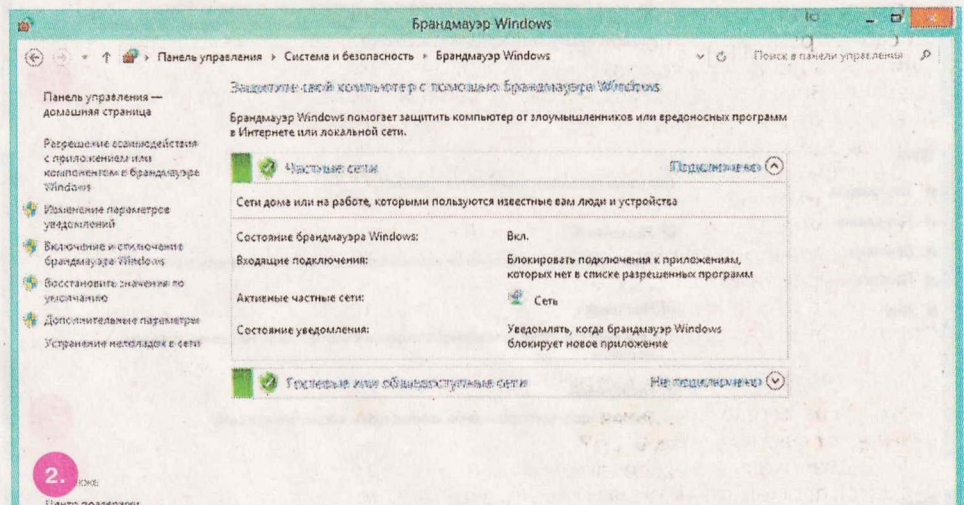 Брандмауэр Windows
Панель управления Система и безопасность Брандмауэр Windows
Поиск в панели управления
Панель управления —
домашняя страница
Разрешение взаимодействия
с приложением или
компонентом в брандмауэре
Windows
Изменение параметров
уведомлений
Включение и отключение
брандмауэра Windows
Восстановить значения по
умолчанию
Дополнительные параметры
Устранение неполадок в сети
Защитите свой компьютер с помощью брандмауэра Windows
Брандмауэр Windows помогает защитить компьютер от злоумышленников или вредоносных программ
в Интернете или локальной сети.
Частные сети Подключено
Сети дома или на работе, которыми пользуются известные вам люди и устройства
Состояние брандмауэра Windows: Вкл.
Входящие подключения: Блокировать подключения к приложениям,
которых нет в списке разрешенных программ
Активные частные сети: Сеть
Состояние уведомления: Уведомлять, когда брандмауэр Windows
блокирует новое приложение
Гостевые или общедоступные сети Не подключено
2.
Центр поддержки